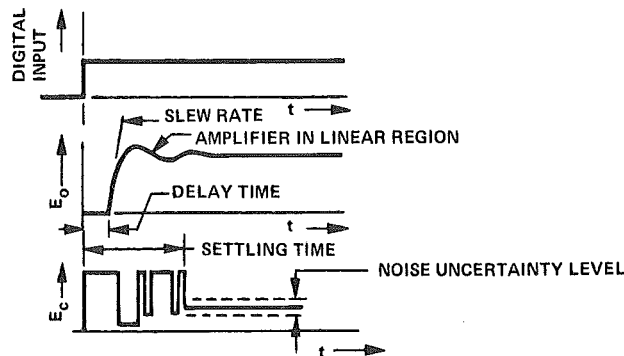 DIGITAL
INPUT
t
SLEW RATE
AMPLIFIER IN LINEAR REGION
Eo
DELAY TIME
t
SETTLING TIME
Ec
NOISE UNCERTAINTY LEVEL
t